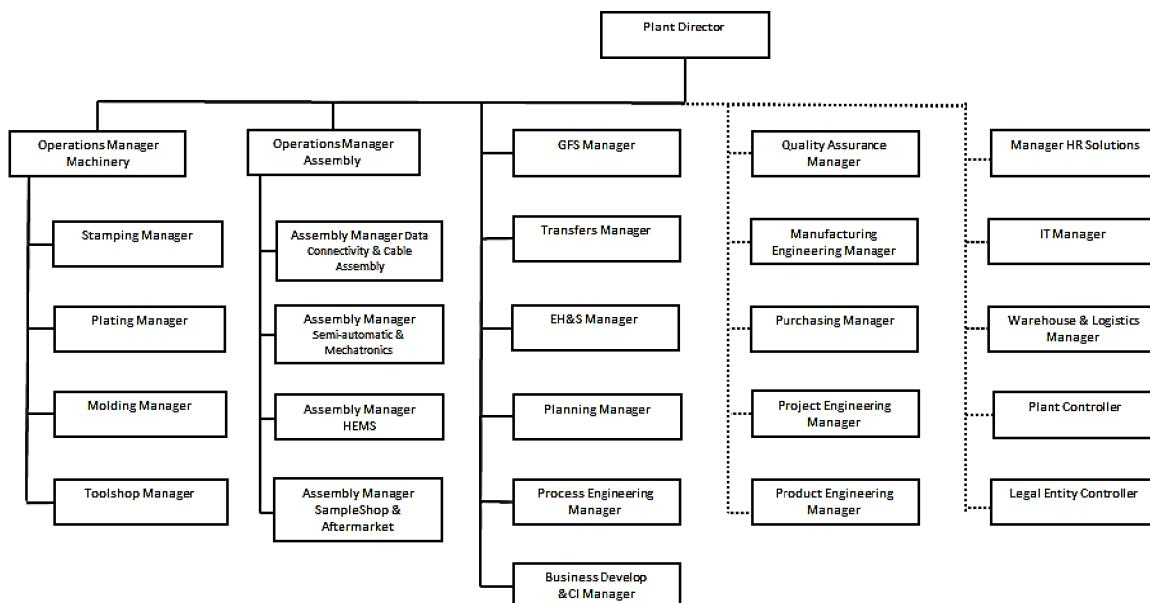 Plant Director
Operations Manager
Machinery
Stamping Manager
Plating Manager
Molding Manager
Toolshop Manager
Operations Manager
Assembly
Assembly Manager Data
Connectivity & Cable
Assembly
Assembly Manager
Semi-automatic &
Mechatronics
Assembly Manager
HEMS
Assembly Manager
SampleShop &
Aftermarket
GFS Manager
Transfers Manager
EH&S Manager
Planning Manager
Process Engineering
Manager
Business Develop
&CI Manager
Quality Assurance
Manager
Manufacturing
Engineering Manager
Purchasing Manager
Project Engineering
Manager
Product Engineering
Manager
Manager HR Solutions
IT Manager
Warehouse & Logistics
Manager
Plant Controller
Legal Entity Controller